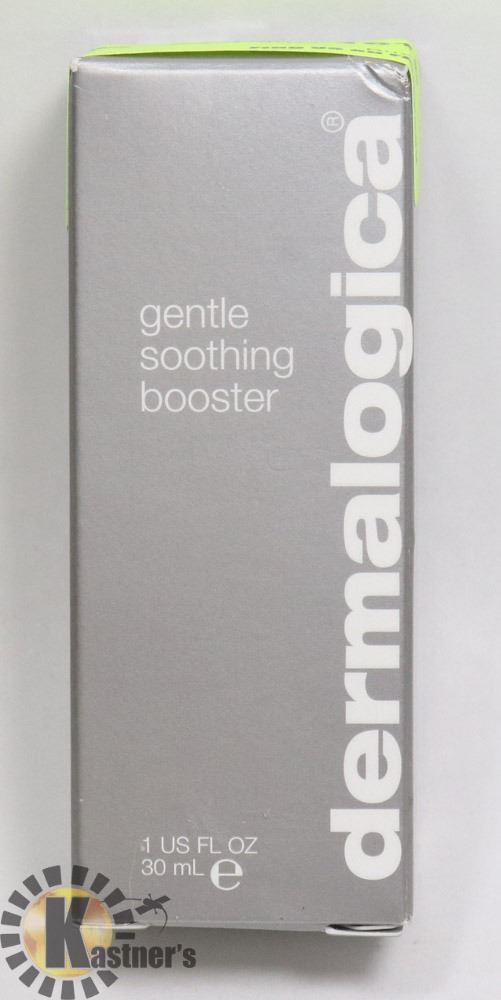 dermalogica®
gentle
soothing
booster
1 US FL OZ
30 mL e
Kastner's